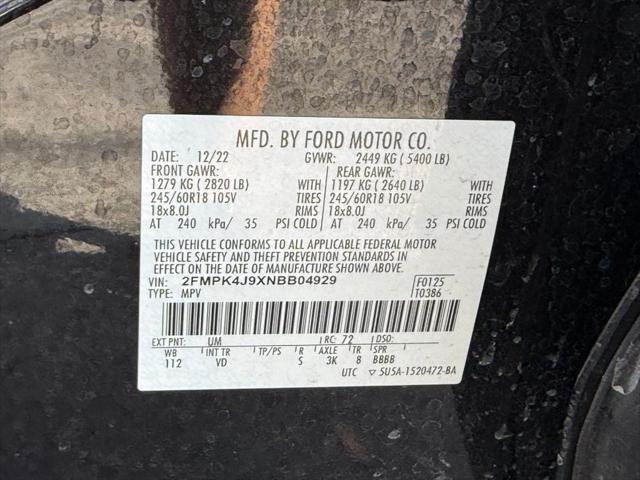 MFD. BY FORD MOTOR CO.
DATE: 12/22 GVWR: 2449 KG ( 5400 LB)
FRONT GAWR: REAR GAWR:
1279 KG ( 2820 LB) WITH 1197 KG ( 2640 LB) WITH
245/60R18 105V TIRES 245/60R18 105V TIRES
18x8.0J RIMS 18x8.0J RIMS
AT 240 kPa/ 35 PSI COLD AT 240 kPa/ 35 PSI COLD
THIS VEHICLE CONFORMS TO ALL APPLICABLE FEDERAL MOTOR
VEHICLE SAFETY AND THEFT PREVENTION STANDARDS IN
EFFECT ON THE DATE OF MANUFACTURE SHOWN ABOVE.
VIN: 2FMPK4J9XNBB04929 F0125
TYPE: MPV T0386
EXT PNT: UM RC: 72 DSO:
WB INT TR TP/PS R AXLE TR SPR
112 VD S 3K 8 BBBB
UTC SU5A-1520472-BA